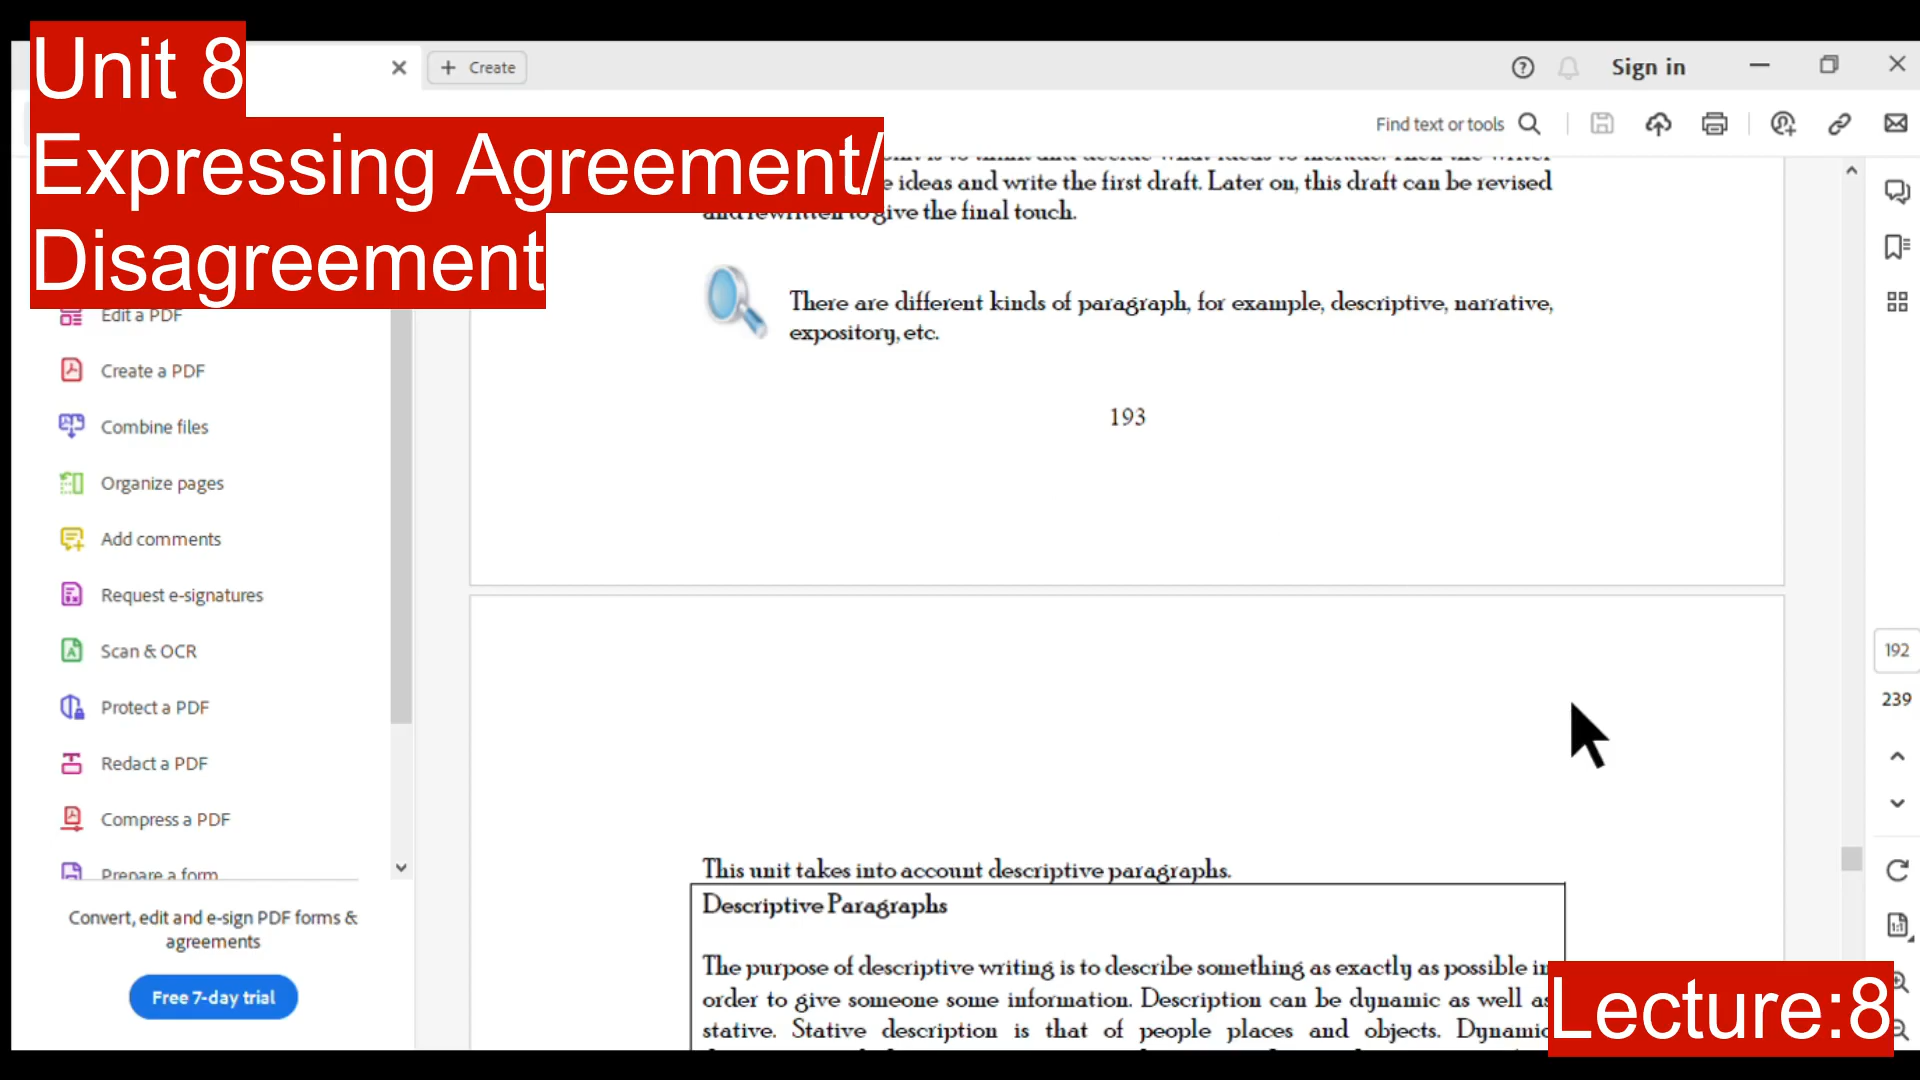 Unit 8
Expressing Agreement/
Disagreement
Create
Sign in
Find text or tools
ideas and write the first draft. Later on, this draft can be revised
and rewritten to give the final touch.
There are different kinds of paragraph, for example, descriptive, narrative,
expository, etc.
193
Edit a PDF
Create a PDF
Combine files
Organize pages
Add comments
Request e-signatures
Scan & OCR
Protect a PDF
Redact a PDF
Compress a PDF
Prepare a form
Convert, edit and e-sign PDF forms &
agreements
Free 7-day trial
This unit takes into account descriptive paragraphs.
Descriptive Paragraphs
The purpose of descriptive writing is to describe something as exactly as possible in
order to give someone some information. Description can be dynamic as well as
stative. Stative description is that of people places and objects. Dynamic
192
239
Lecture:8